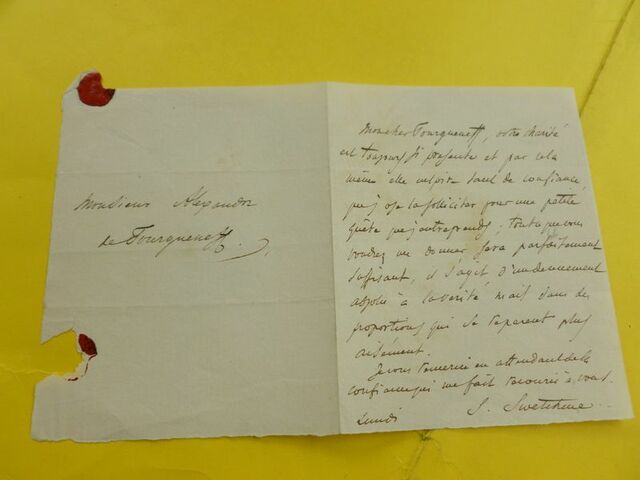 Monsieur Alexandre
de Tourgueneff.
Mon cher Tourgueneff, votre charité
est toujours si présente et par cela
même elle inspire tant de confiance
que j'ose la solliciter pour une petite
quête que j'entreprends; tout ce que vous
voudrez me donner sera parfaitement
suffisant, il s'agit d'un dénuement
absolu à la vérité mais dans des
proportions qui se réparent plus
aisément.
Je vous remercie en attendant de la
confiance qui me fait recourir à vous.
Lundi S. Swetchine